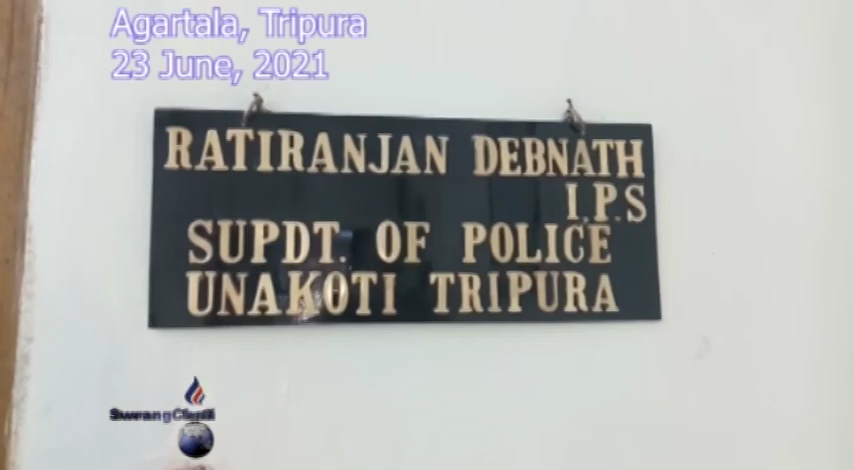 Agartala, Tripura
23 June, 2021
RATIRANJAN DEBNATH
I.P.S
SUPDT. OF POLICE
UNAKOTI TRIPURA